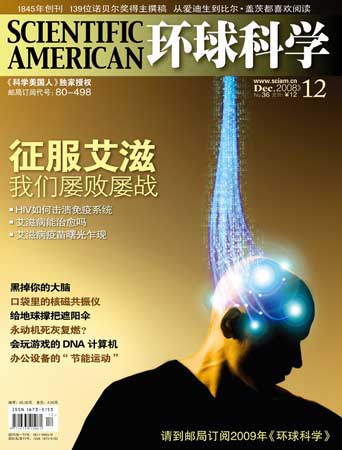 1845年创刊 139位诺贝尔奖得主撰稿 从爱迪生到比尔·盖茨都喜欢阅读
SCIENTIFIC AMERICAN 环球科学
《科学美国人》独家授权
邮局订阅代号：80-498
www.sciam.cn
Dec. 2008
No.36 定价：¥12
12
征服艾滋
我们屡败屡战
HIV如何击溃免疫系统
艾滋病能治愈吗
艾滋病疫苗曙光乍现
黑掉你的大脑
口袋里的核磁共振仪
给地球撑把遮阳伞
永动机死灰复燃?
会玩游戏的 DNA 计算机
办公设备的“节能运动”
ISSN 1673-5153
请到邮局订阅2009年《环球科学》